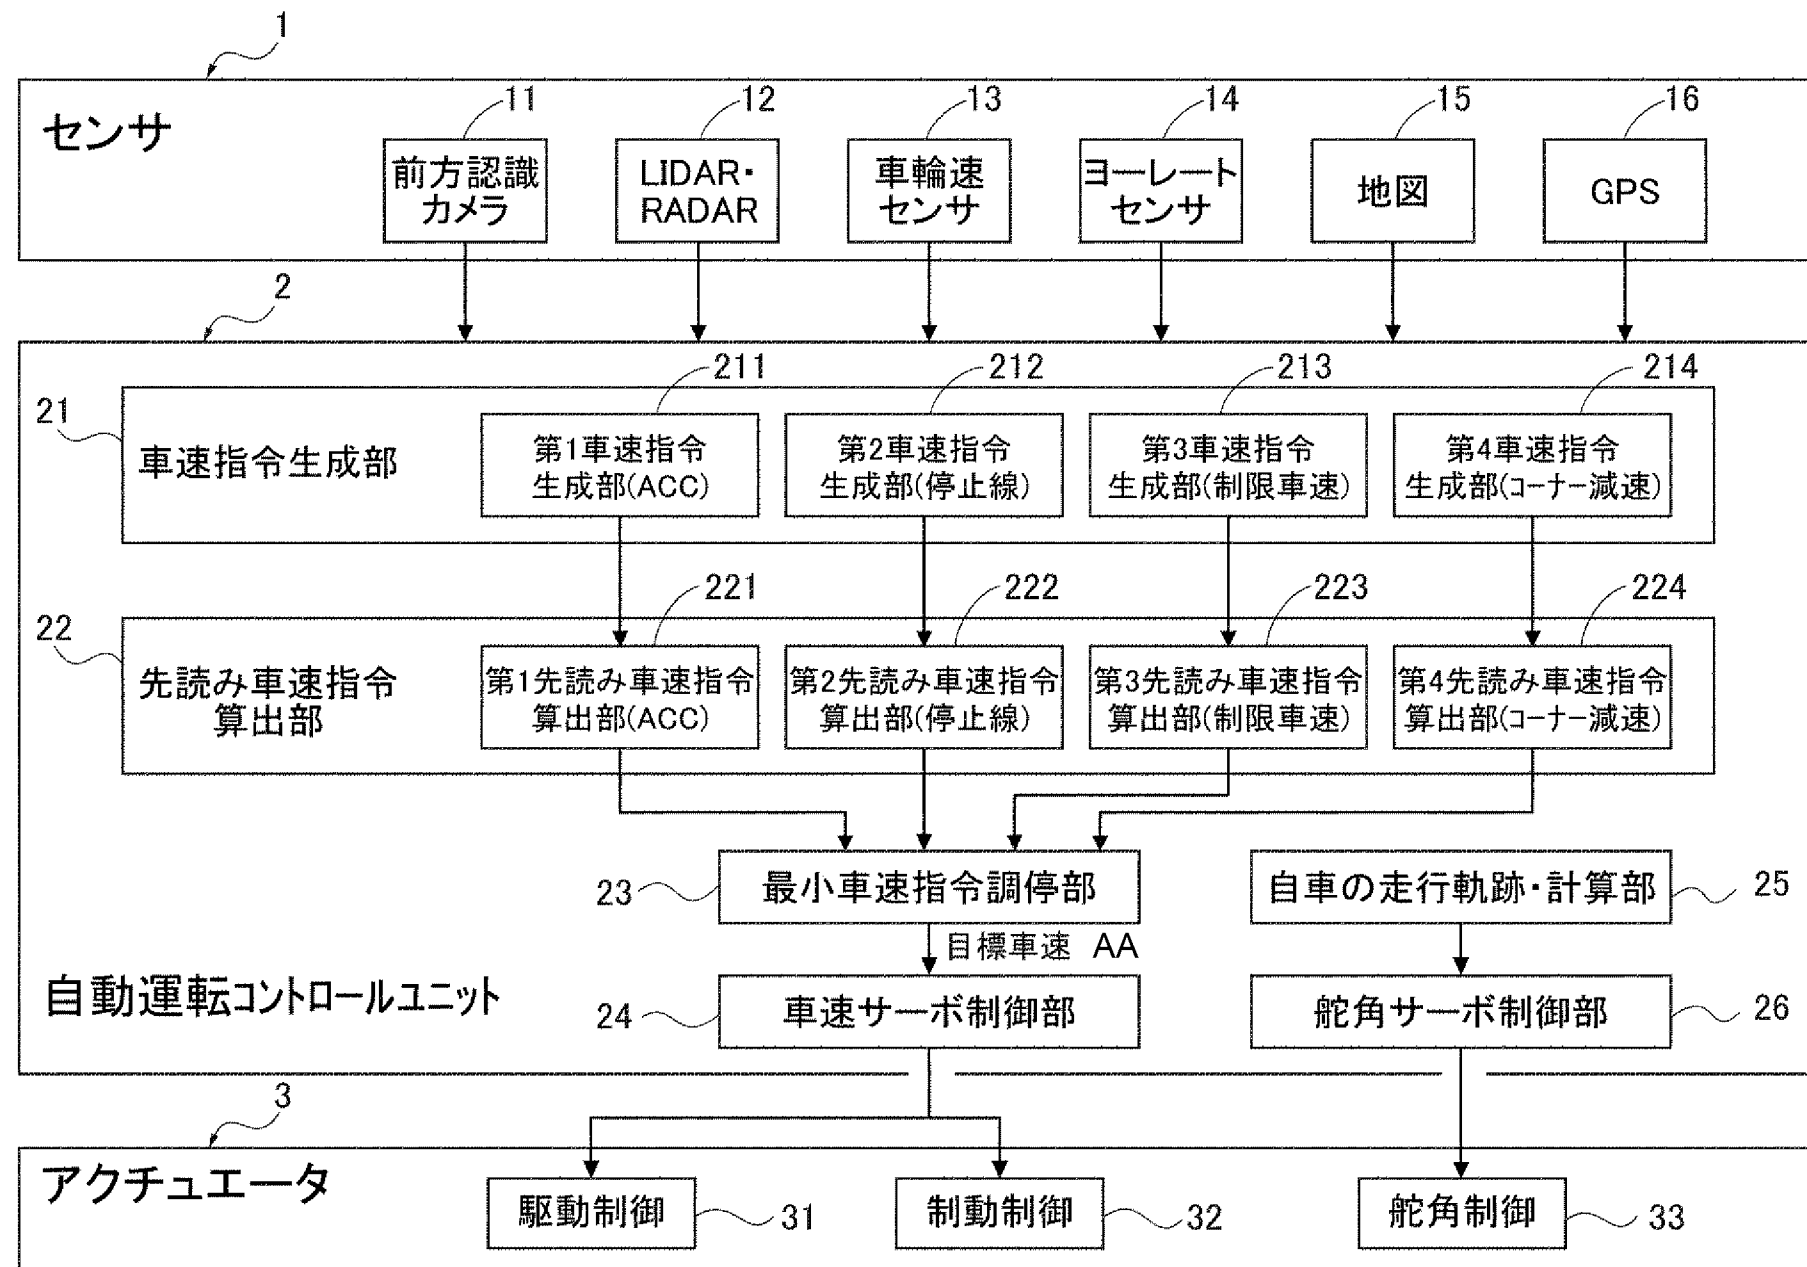 1
センサ
11
12
13
14
15
16
前方認識
カメラ
LIDAR・
RADAR
車輪速
センサ
ヨーレート
センサ
地図
GPS
2
211
212
213
214
21
車速指令生成部
第1車速指令
生成部(ACC)
第2車速指令
生成部(停止線)
第3車速指令
生成部(制限車速)
第4車速指令
生成部(コーナー減速)
221
222
223
224
22
先読み車速指令
算出部
第1先読み車速指令
算出部(ACC)
第2先読み車速指令
算出部(停止線)
第3先読み車速指令
算出部(制限車速)
第4先読み車速指令
算出部(コーナー減速)
23
最小車速指令調停部
自車の走行軌跡・計算部
25
目標車速 AA
自動運転コントロールユニット
24
車速サーボ制御部
舵角サーボ制御部
26
3
アクチュエータ
駆動制御
31
制動制御
32
舵角制御
33